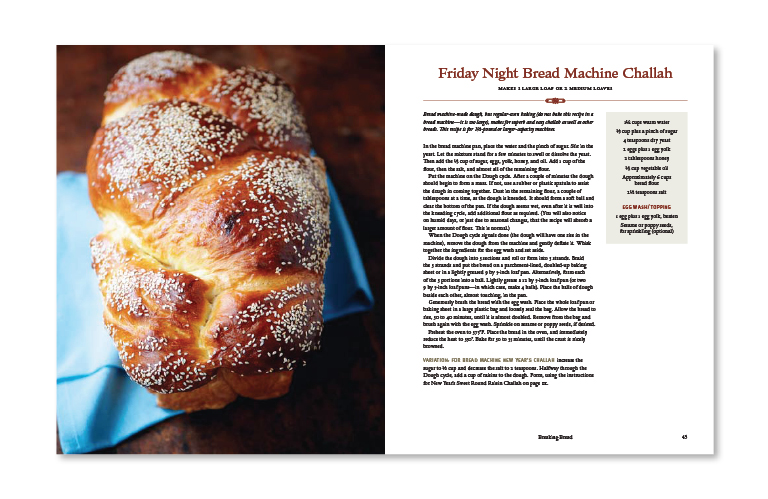 Friday Night Bread Machine Challah
MAKES 1 LARGE LOAF OR 2 MEDIUM LOAVES
Bread machine-made dough, but regular-oven baking (do not bake this recipe in a
bread machine—it is too large), makes for superb and easy challah as well as other
breads. This recipe is for 1½-pound or larger-capacity machines.
In the bread machine pan, place the water and the pinch of sugar. Stir in the
yeast. Let the mixture stand for a few minutes to swell or dissolve the yeast.
Then add the ⅓ cup of sugar, eggs, yolk, honey, and oil. Add 1 cup of the
flour, then the salt, and almost all of the remaining flour.
Put the machine on the Dough cycle. After a couple of minutes the dough
should begin to form a mass. If not, use a rubber or plastic spatula to assist
the dough in coming together. Dust in the remaining flour, a couple of
tablespoons at a time, as the dough is kneaded. It should form a soft ball and
clear the bottom of the pan. If the dough seems wet, even after it is well into
the kneading cycle, add additional flour as required. (You will also notice
on humid days, or just due to seasonal changes, that the recipe will absorb a
larger amount of flour. This is normal.)
When the Dough cycle signals done (the dough will have one rise in the
machine), remove the dough from the machine and gently deflate it. Whisk
together the ingredients for the egg wash and set aside.
Divide the dough into 3 sections and roll or form into 3 strands. Braid
the 3 strands and put the bread on a parchment-lined, doubled-up baking
sheet or in a lightly greased 9 by 5-inch loaf pan. Alternatively, form each
of the 3 portions into a ball. Lightly grease a 12 by 5-inch loaf pan (or two
9 by 5-inch loaf pans—in which case, make 4 balls). Place the balls of dough
beside each other, almost touching, in the pan.
Generously brush the bread with the egg wash. Place the whole loaf pan or
baking sheet in a large plastic bag and loosely seal the bag. Allow the bread to
rise, 30 to 40 minutes, until it is almost doubled. Remove from the bag and
brush again with the egg wash. Sprinkle on sesame or poppy seeds, if desired.
Preheat the oven to 375°F. Place the bread in the oven, and immediately
reduce the heat to 350°. Bake for 30 to 35 minutes, until the crust is nicely
browned.
VARIATION: FOR BREAD MACHINE NEW YEAR'S CHALLAH Increase the
sugar to ⅔ cup and decrease the salt to 2 teaspoons. Halfway through the
Dough cycle, add a cup of raisins to the dough. Form, using the instructions
for New Year's Sweet Round Raisin Challah on page xx.
cups warm water
cup plus a pinch of sugar
4 teaspoons dry yeast
2 eggs plus 1 egg yolk
2 tablespoons honey
cup vegetable oil
Approximately 6 cups
bread flour
2½ teaspoons salt
EGG WASH/TOPPING
1 egg plus 1 egg yolk, beaten
Sesame or poppy seeds,
for sprinkling (optional)
Breaking Bread
45